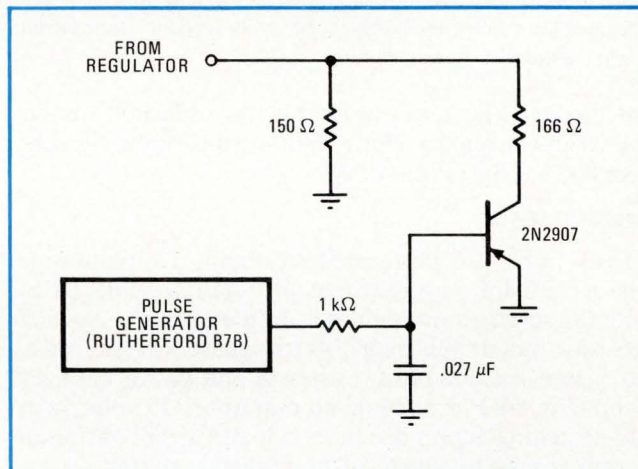 FROM
REGULATOR
150 Ω
166 Ω
2N2907
PULSE
GENERATOR
(RUTHERFORD B7B)
1 kΩ
.027 µF